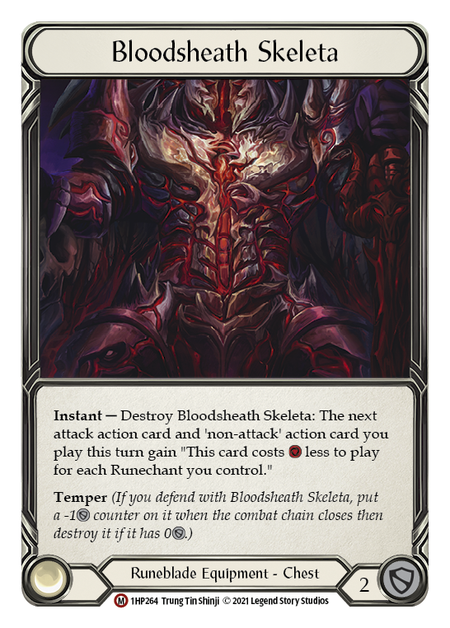 Bloodsheath Skeleta
Instant — Destroy Bloodsheath Skeleta: The next
attack action card and 'non-attack' action card you
play this turn gain "This card costs less to play
for each Runechant you control."
Temper (If you defend with Bloodsheath Skeleta, put
a -1 counter on it when the combat chain closes then
destroy it if it has 0.)
Runeblade Equipment - Chest
2
M 1HP264 Trung Tin Shinji © 2021 Legend Story Studios